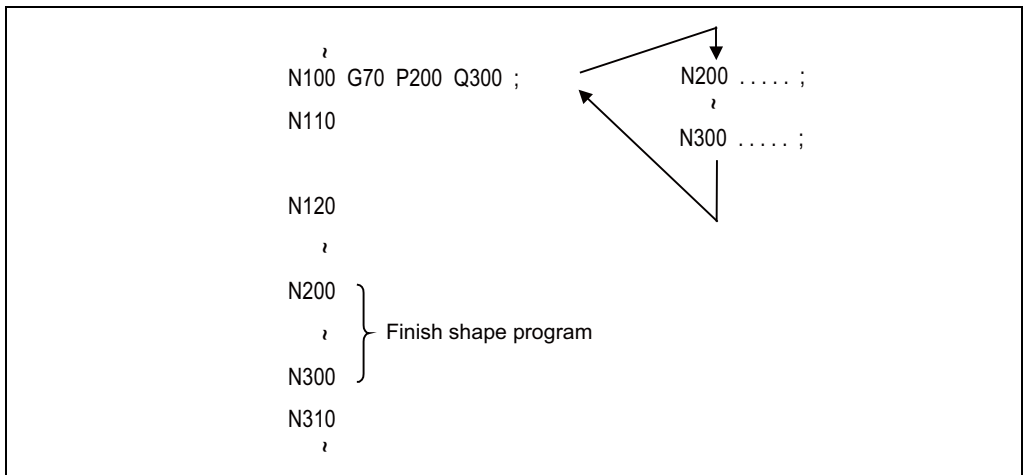 ~
N100 G70 P200 Q300 ;
N110
N120
~
N200
~
N300
N310
~
Finish shape program
N200 . . . . . ;
~
N300 . . . . . ;